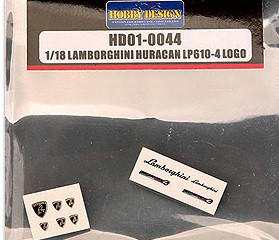 HOBBY DESIGN
HD01-0044
1/18 LAMBORGHINI HURACAN LP610-4 LOGO
Lamborghini
Lamborghini